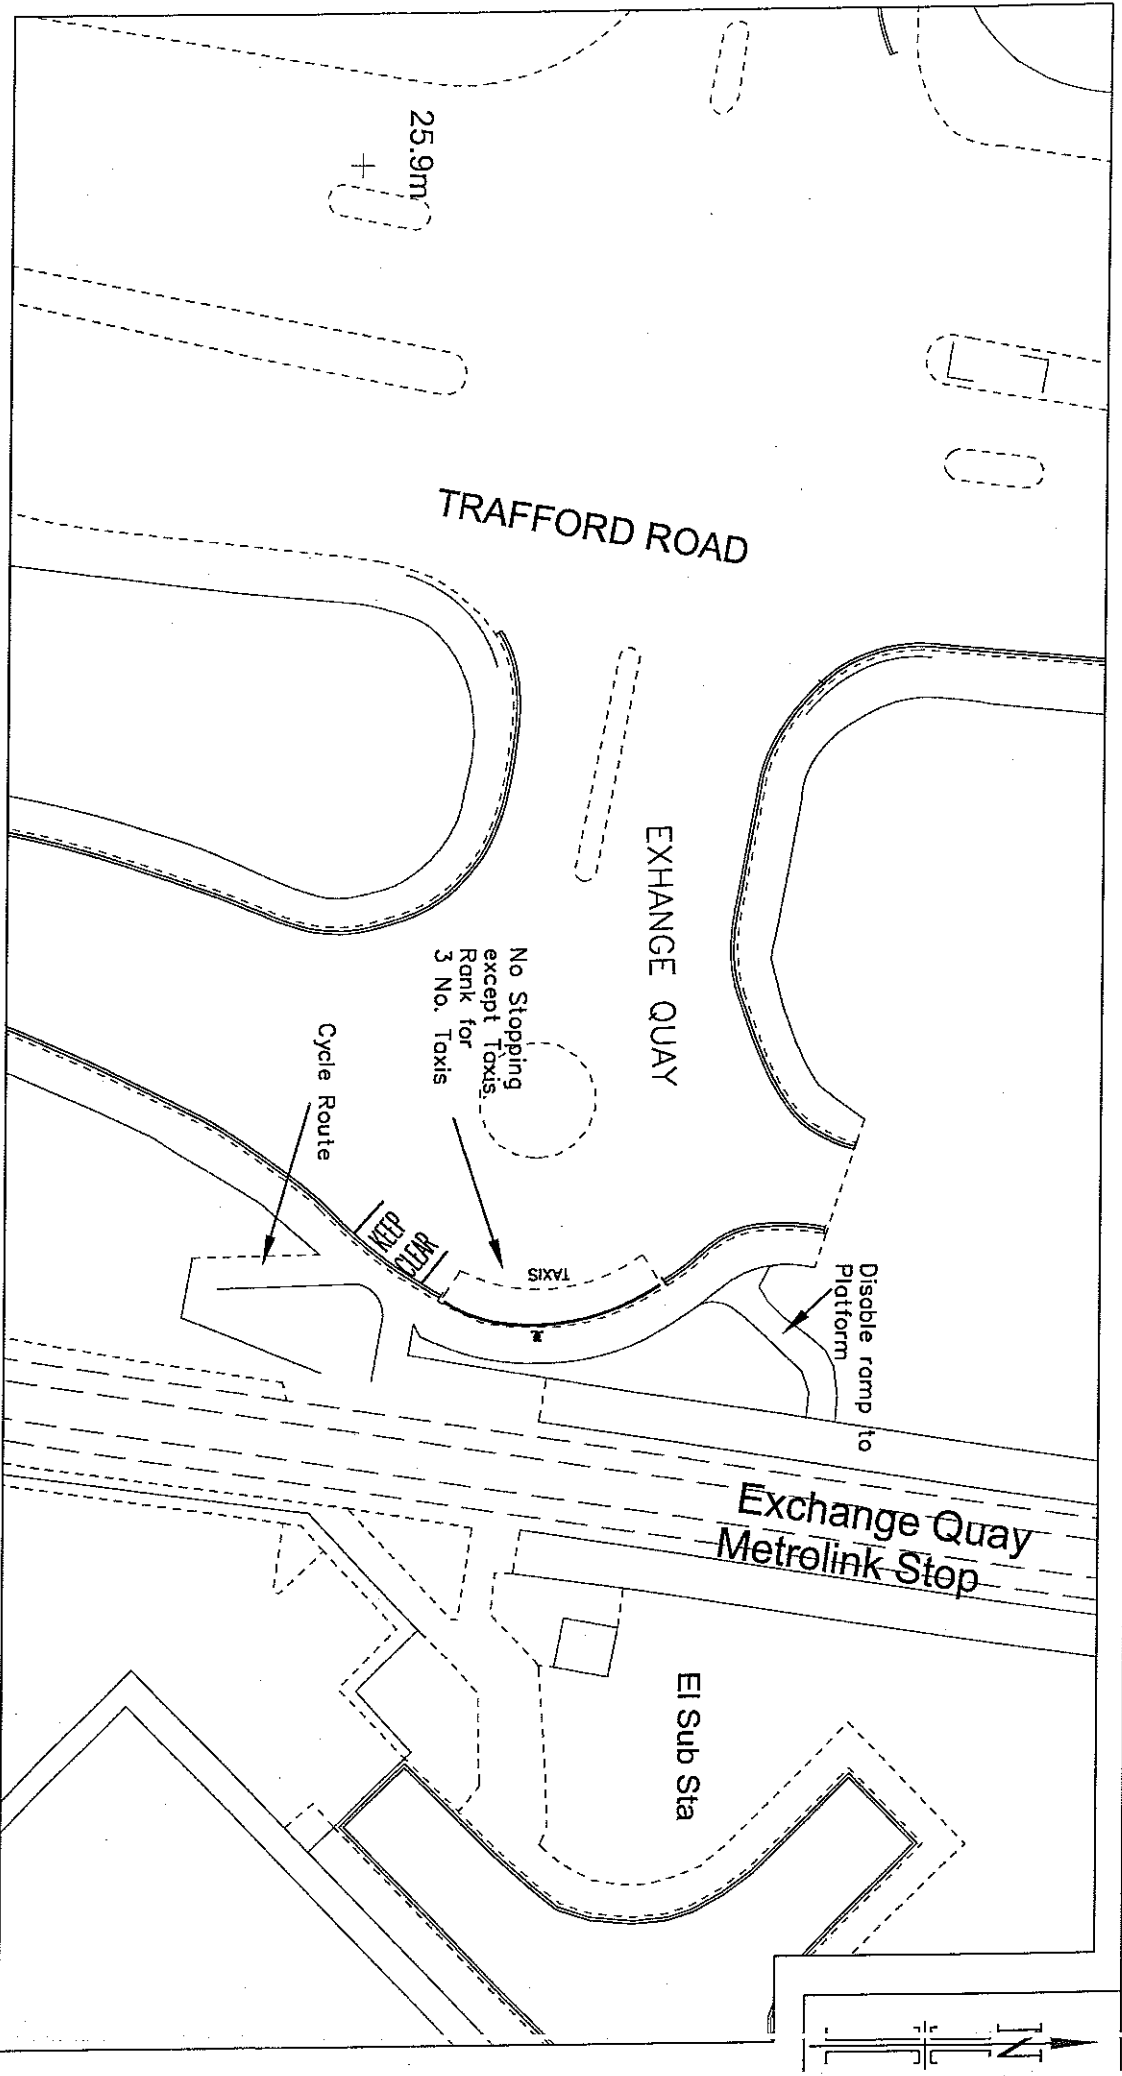 25.9m
TRAFFORD ROAD
EXHANGE QUAY
No Stopping
except Taxis.
Rank for
3 No. Taxis
Cycle Route
KEEP
CLEAR
TAXIS
Disable ramp to
Platform
Exchange Quay
Metrolink Stop
El Sub Sta
N